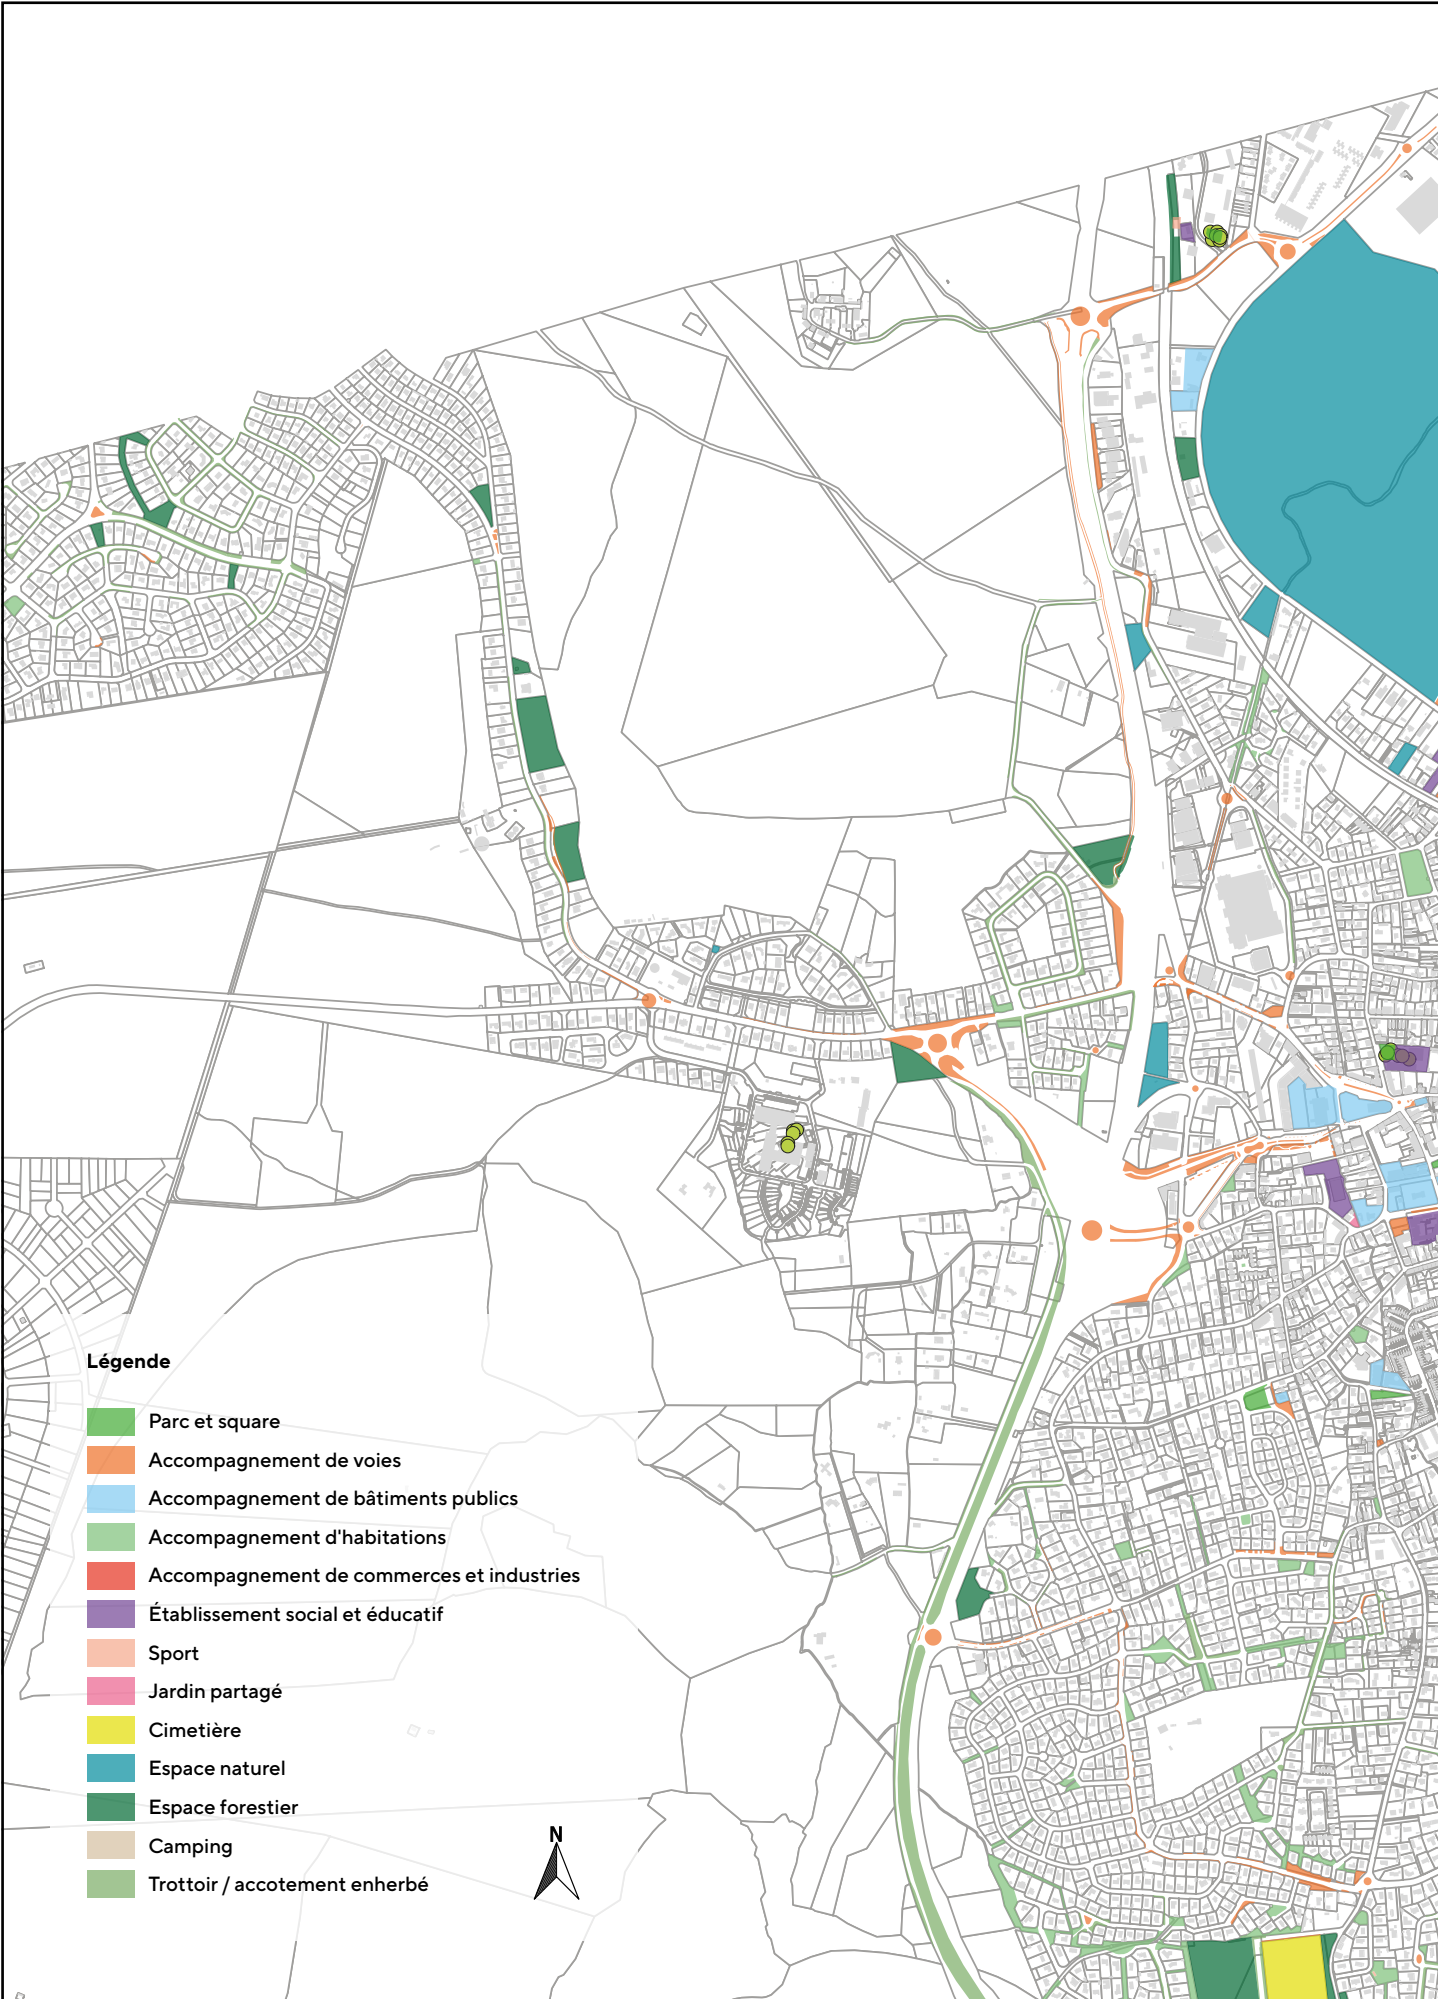 Légende
Parc et square
Accompagnement de voies
Accompagnement de bâtiments publics
Accompagnement d'habitations
Accompagnement de commerces et industries
Établissement social et éducatif
Sport
Jardin partagé
Cimetière
Espace naturel
Espace forestier
Camping
Trottoir / accotement enherbé
N